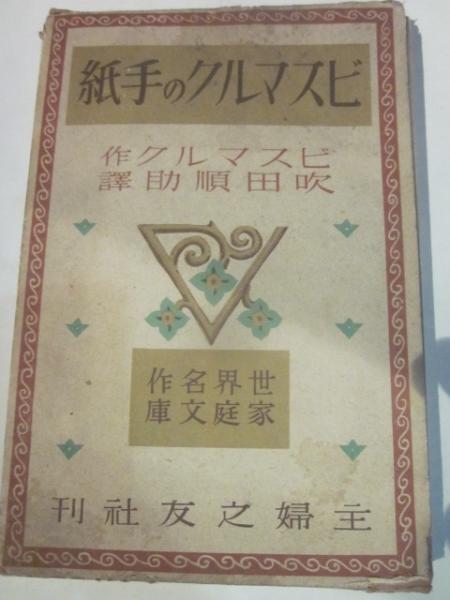 ビスマルクの手紙
ビスマルク作
吹田順助譯
世界名作
家庭文庫
主婦之友社刊